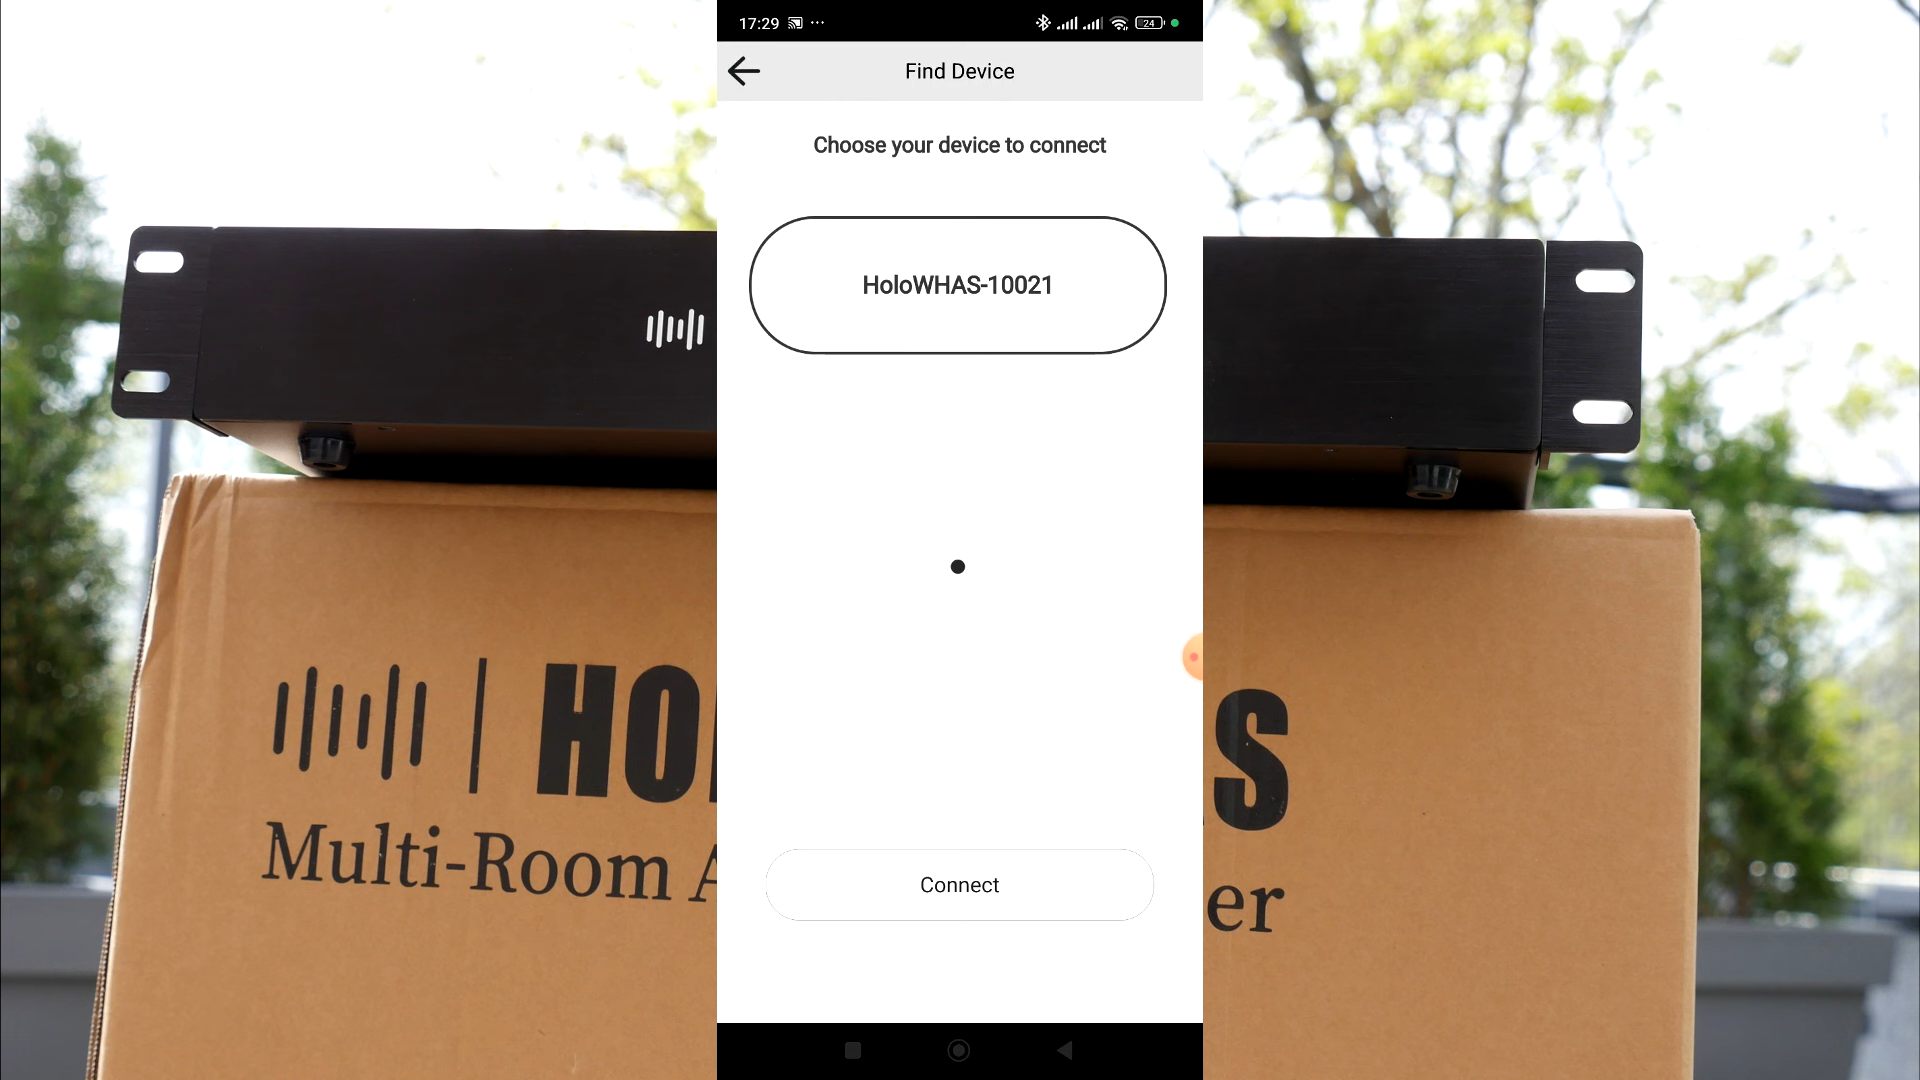 17:29
24
Find Device
Choose your device to connect
HoloWHAS-10021
Connect
HO
S
Multi-Room
er